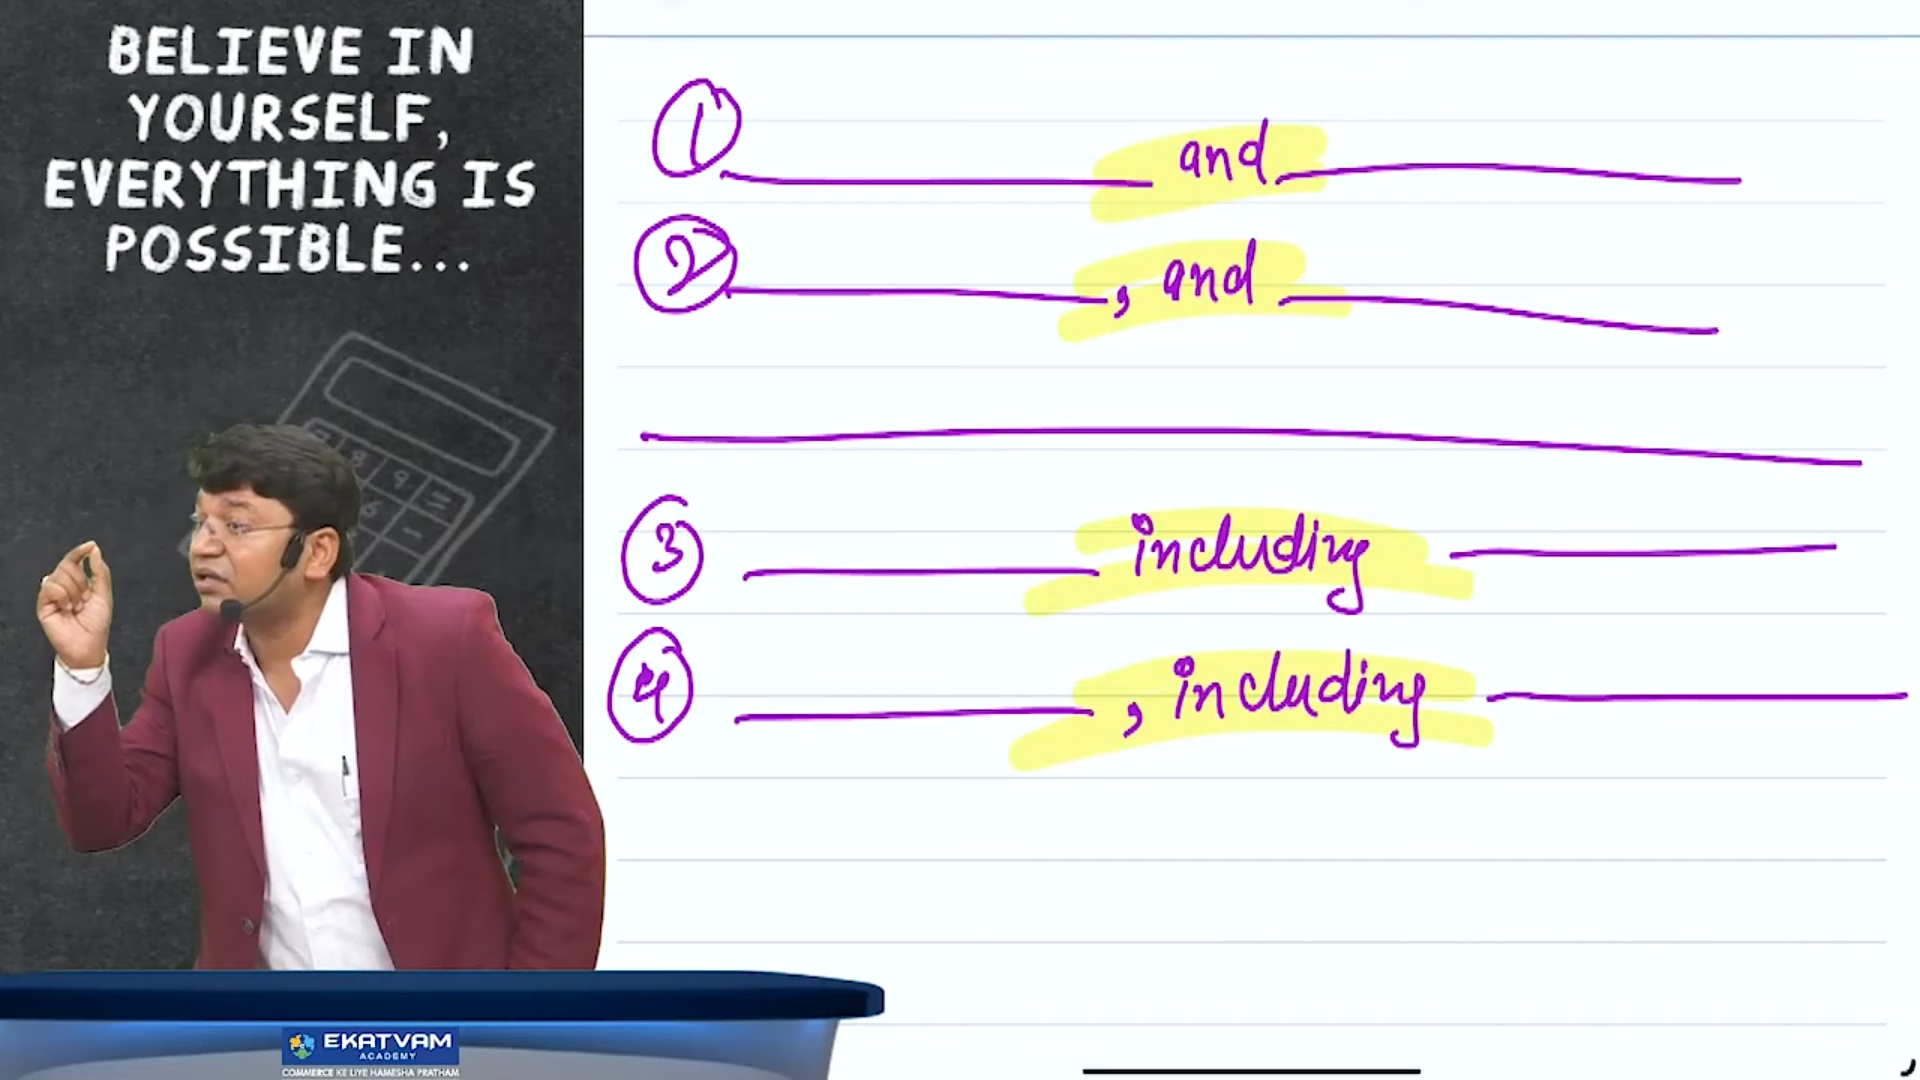 BELIEVE IN
YOURSELF,
EVERYTHING IS
POSSIBLE...
① and
② , and
③ including
④ , including
EKATVAM
ACADEMY
COMMERCE KE LIYE HAMESHA PRATHAM